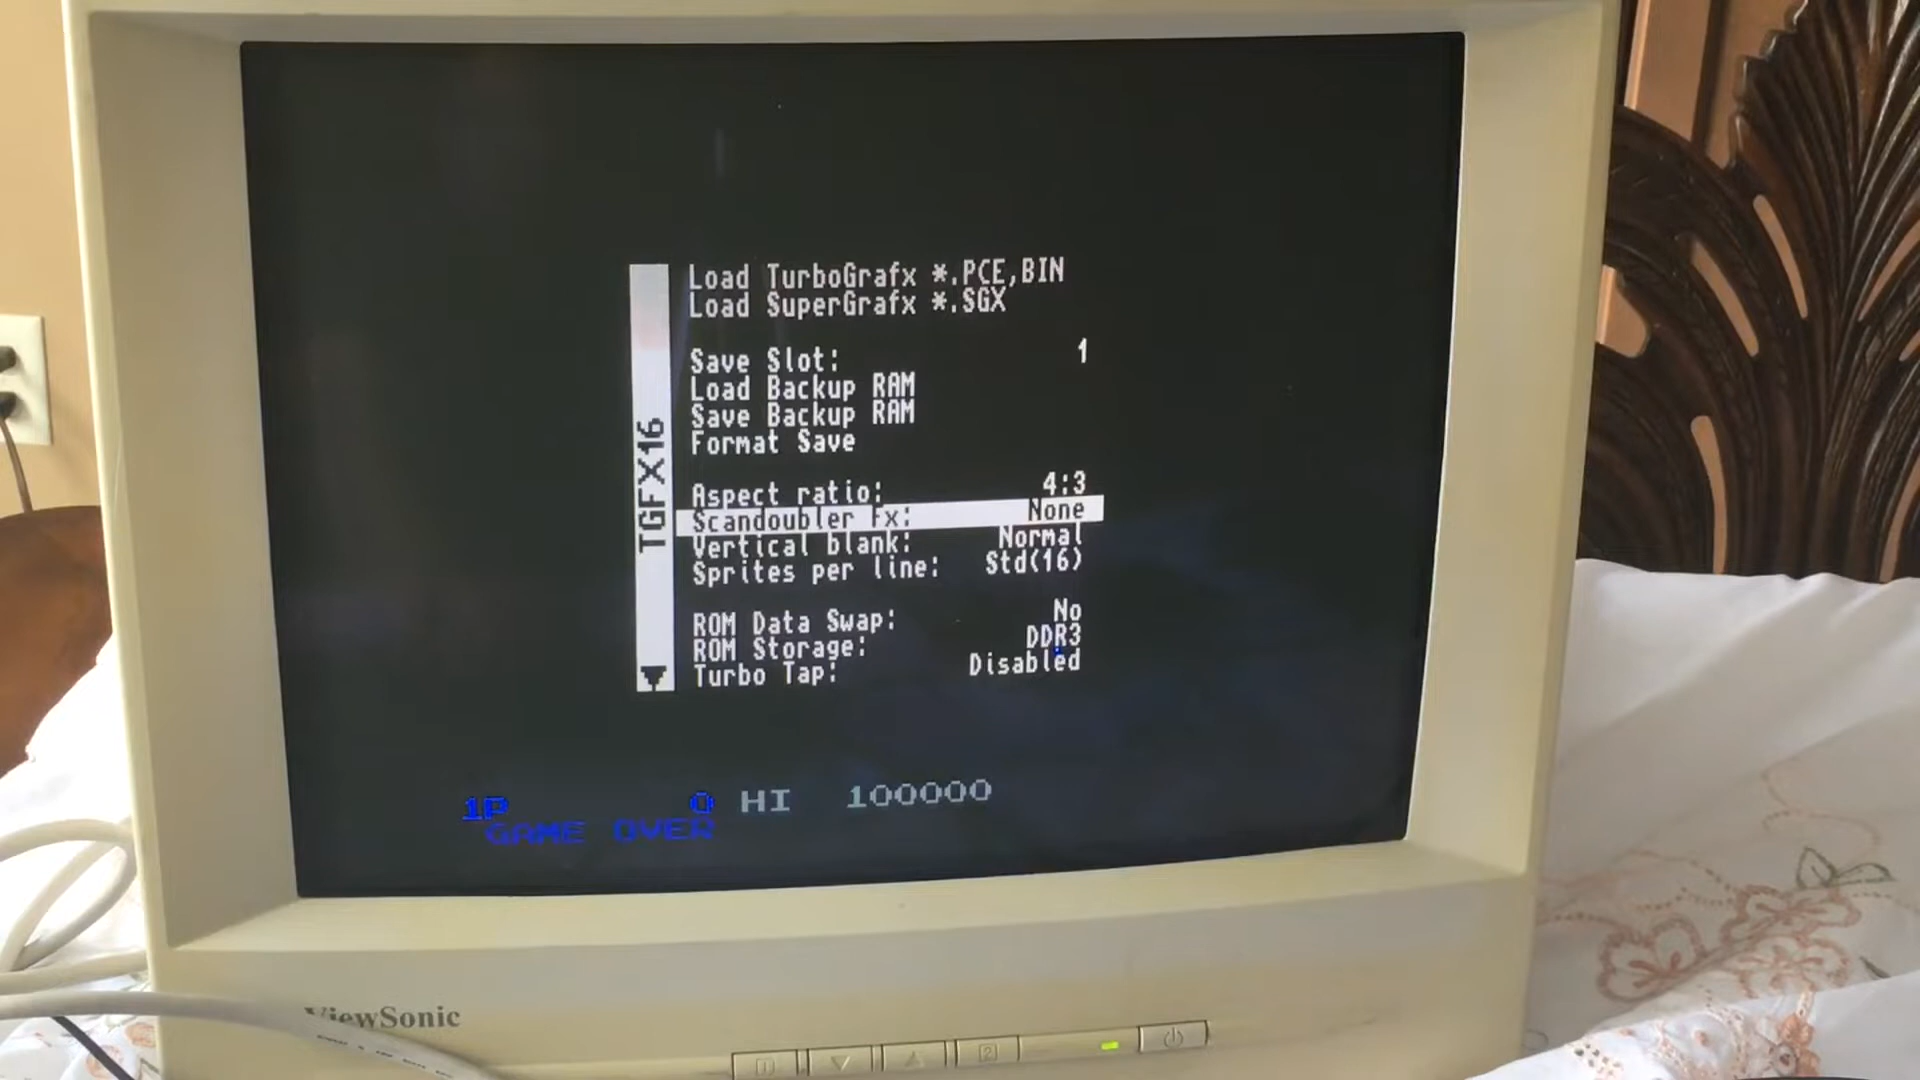 TGFX16
Load TurboGrafx *.PCE,BIN
Load SuperGrafx *.SGX
Save Slot: 1
Load Backup RAM
Save Backup RAM
Format Save
Aspect ratio: 4:3
Scandoubler Fx: None
Vertical blank: Normal
Sprites per line: Std(16)
ROM Data Swap: No
ROM Storage: DDR3
Turbo Tap: Disabled
1P 0 HI 100000
GAME OVER
ViewSonic
1 2